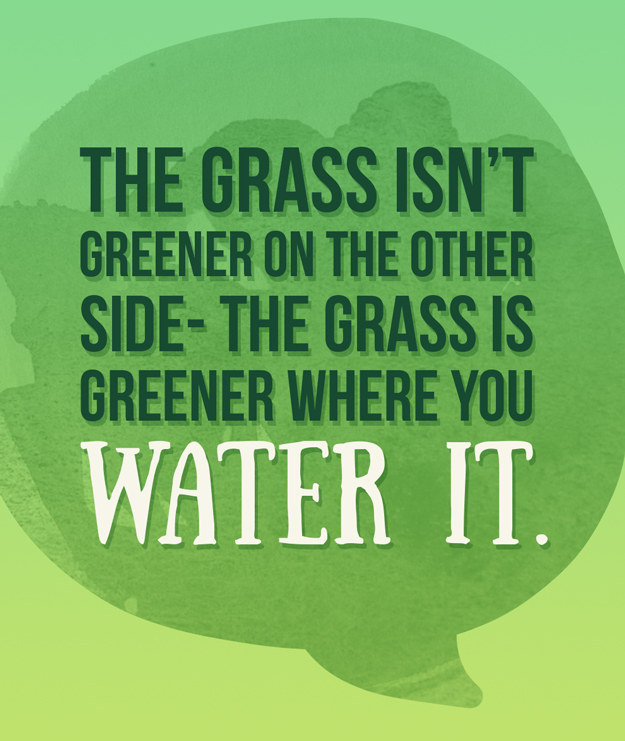 THE GRASS ISN'T
GREENER ON THE OTHER
SIDE- THE GRASS IS
GREENER WHERE YOU
WATER IT.